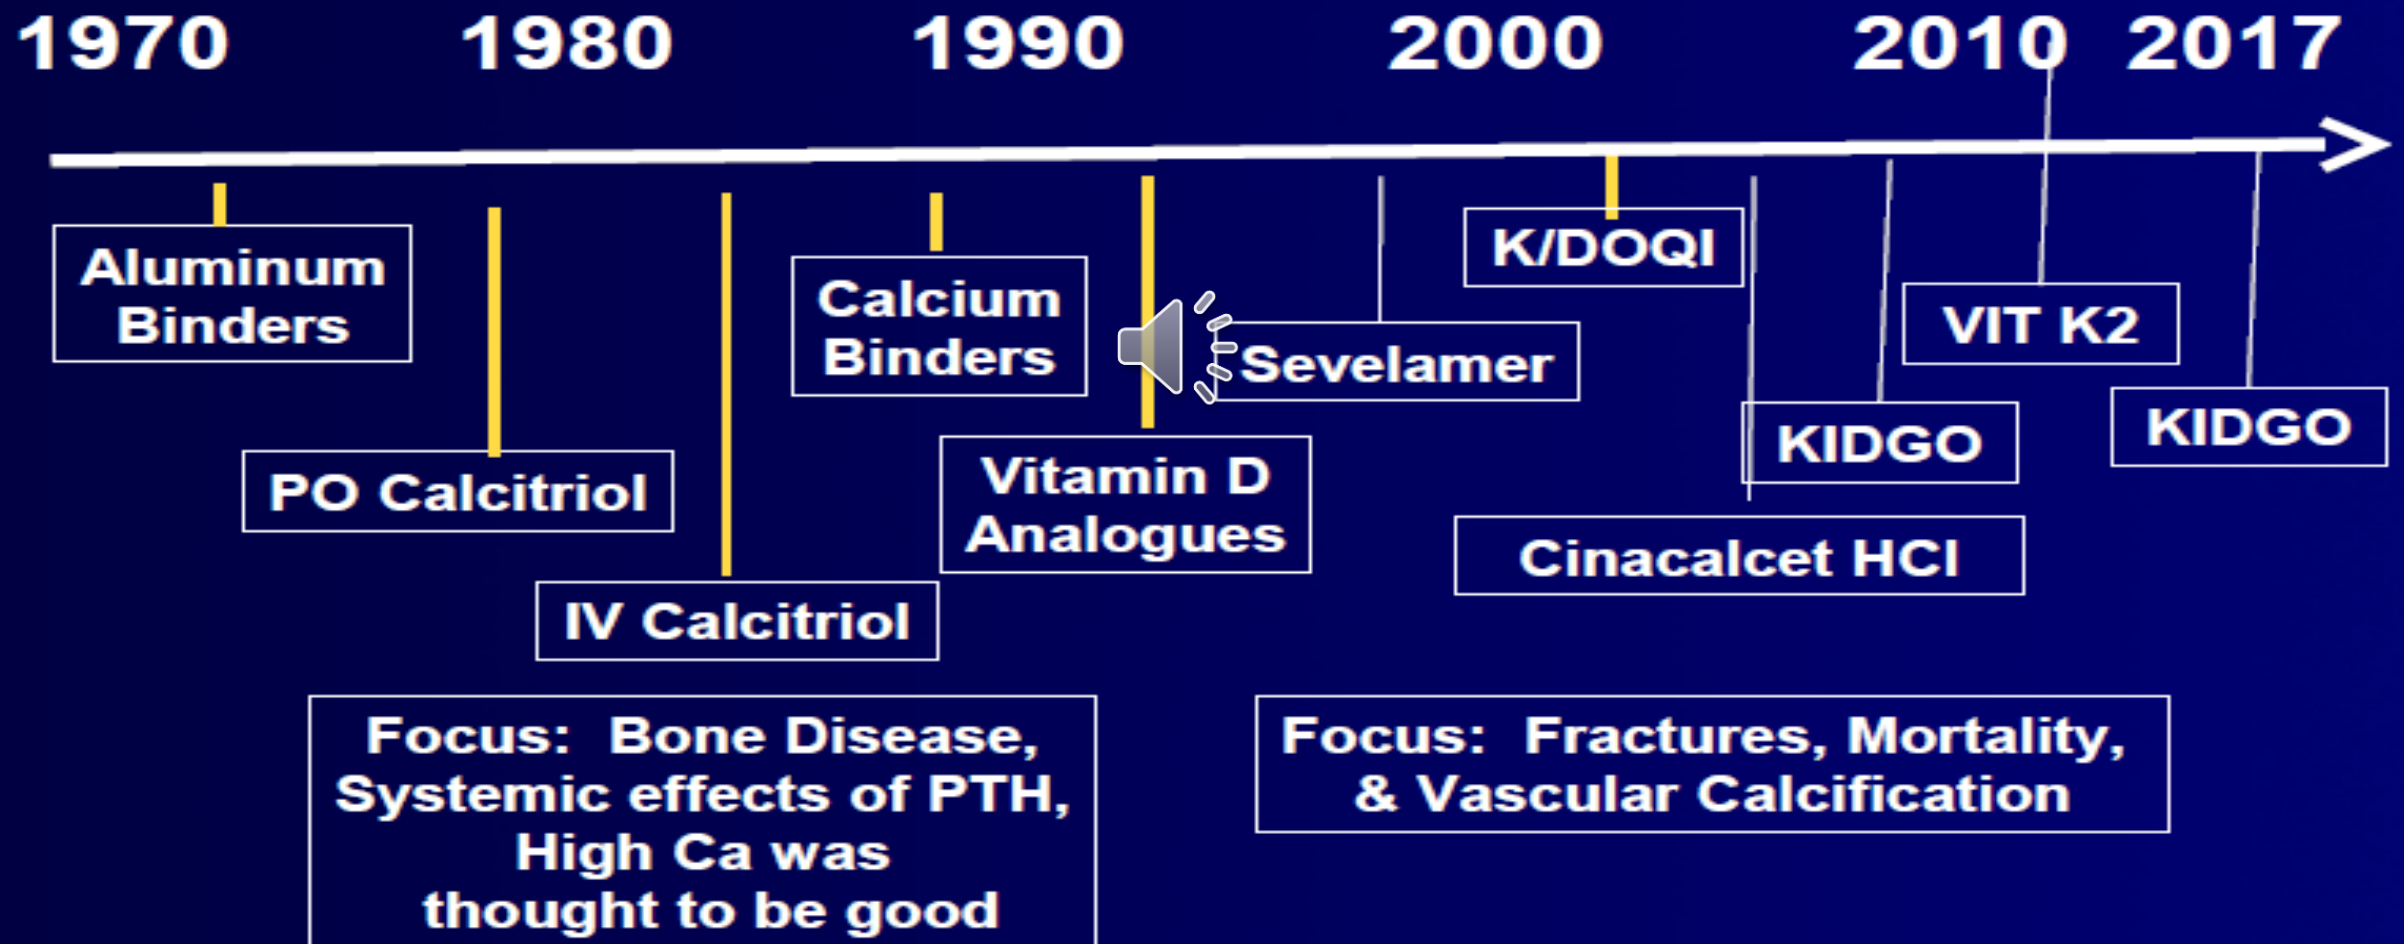 1970 1980 1990 2000 2010 2017
Aluminum
Binders
PO Calcitriol
IV Calcitriol
Calcium
Binders
Vitamin D
Analogues
Sevelamer
K/DOQI
Cinacalcet HCl
KIDGO
VIT K2
KIDGO
Focus:  Bone Disease,
Systemic effects of PTH,
High Ca was
thought to be good
Focus:  Fractures, Mortality,
& Vascular Calcification